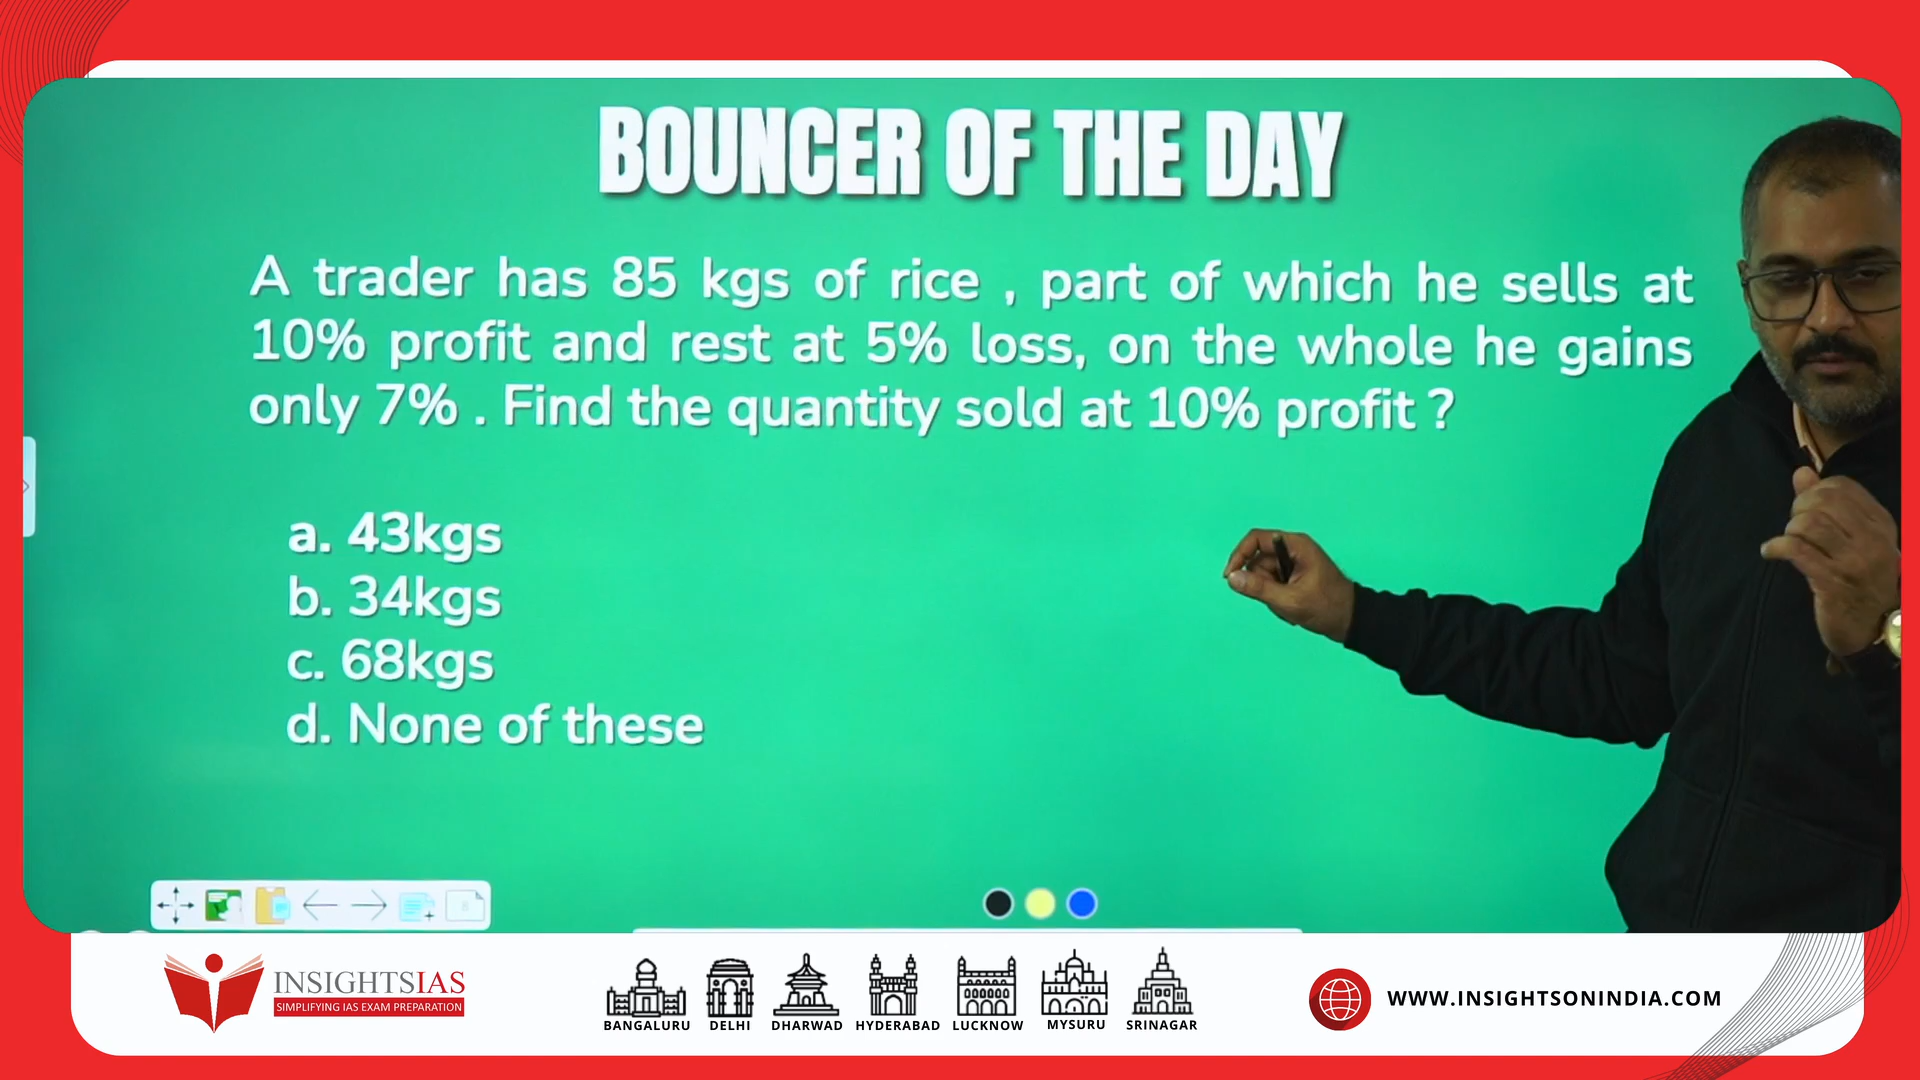 BOUNCER OF THE DAY
A trader has 85 kgs of rice , part of which he sells at
10% profit and rest at 5% loss, on the whole he gains
only 7% . Find the quantity sold at 10% profit ?
a. 43kgs
b. 34kgs
c. 68kgs
d. None of these
INSIGHTSIAS
SIMPLIFYING IAS EXAM PREPARATION
BANGALURU DELHI DHARWAD HYDERABAD LUCKNOW MYSURU SRINAGAR
WWW.INSIGHTSONINDIA.COM